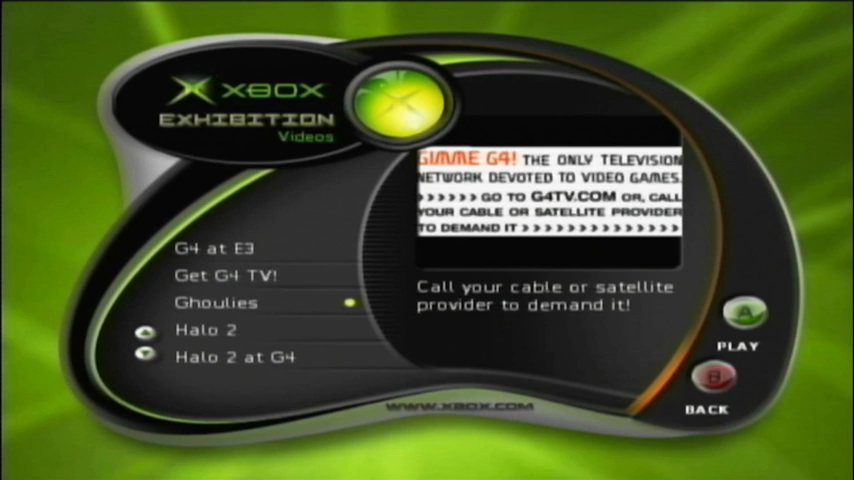 XBOX
EXHIBITION
Videos
GIMME G4! THE ONLY TELEVISION
NETWORK DEVOTED TO VIDEO GAMES.
>>>>>> GO TO G4TV.COM OR, CALL
YOUR CABLE OR SATELLITE PROVIDER
TO DEMAND IT >>>>>>>>>>>>>>>
G4 at E3
Get G4 TV!
Ghoulies
Halo 2
Halo 2 at G4
Call your cable or satellite
provider to demand it!
A
PLAY
B
BACK
WWW.XBOX.COM